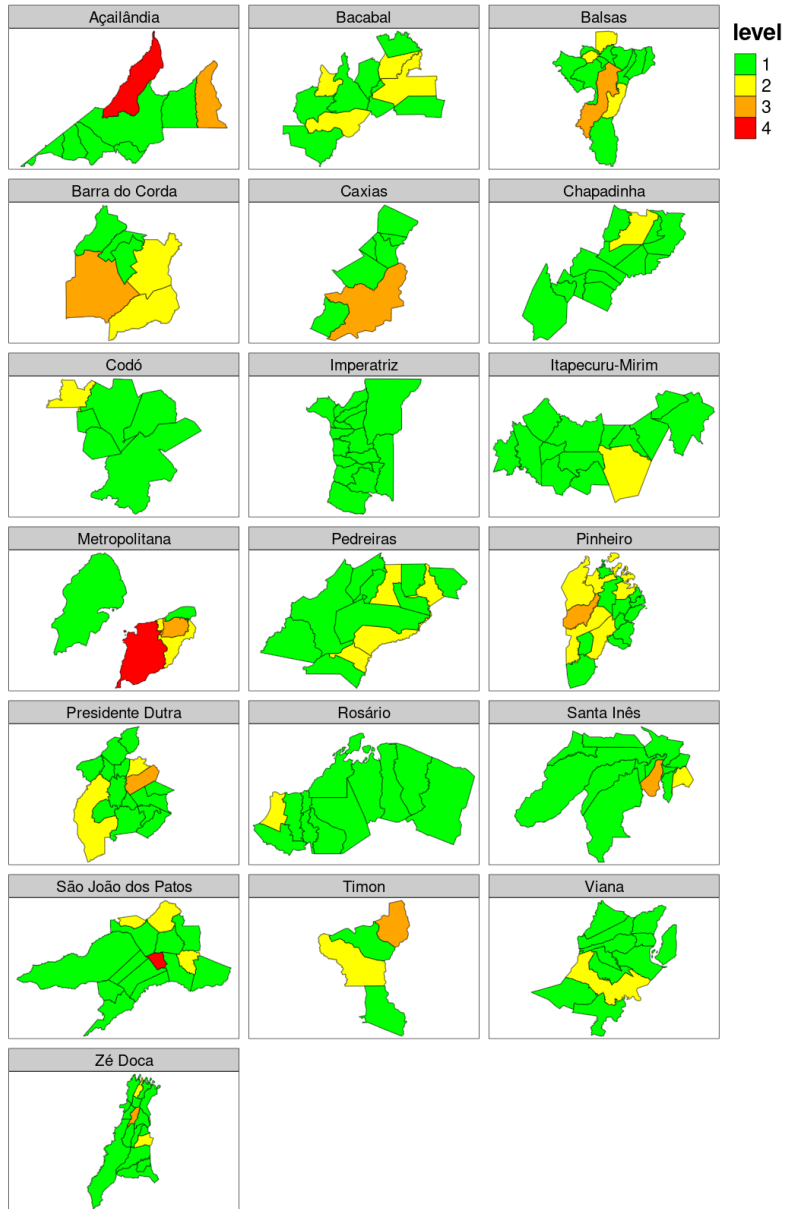 Açailândia
Bacabal
Balsas
level
1
2
3
4
Barra do Corda
Caxias
Chapadinha
Codó
Imperatriz
Itapecuru-Mirim
Metropolitana
Pedreiras
Pinheiro
Presidente Dutra
Rosário
Santa Inês
São João dos Patos
Timon
Viana
Zé Doca